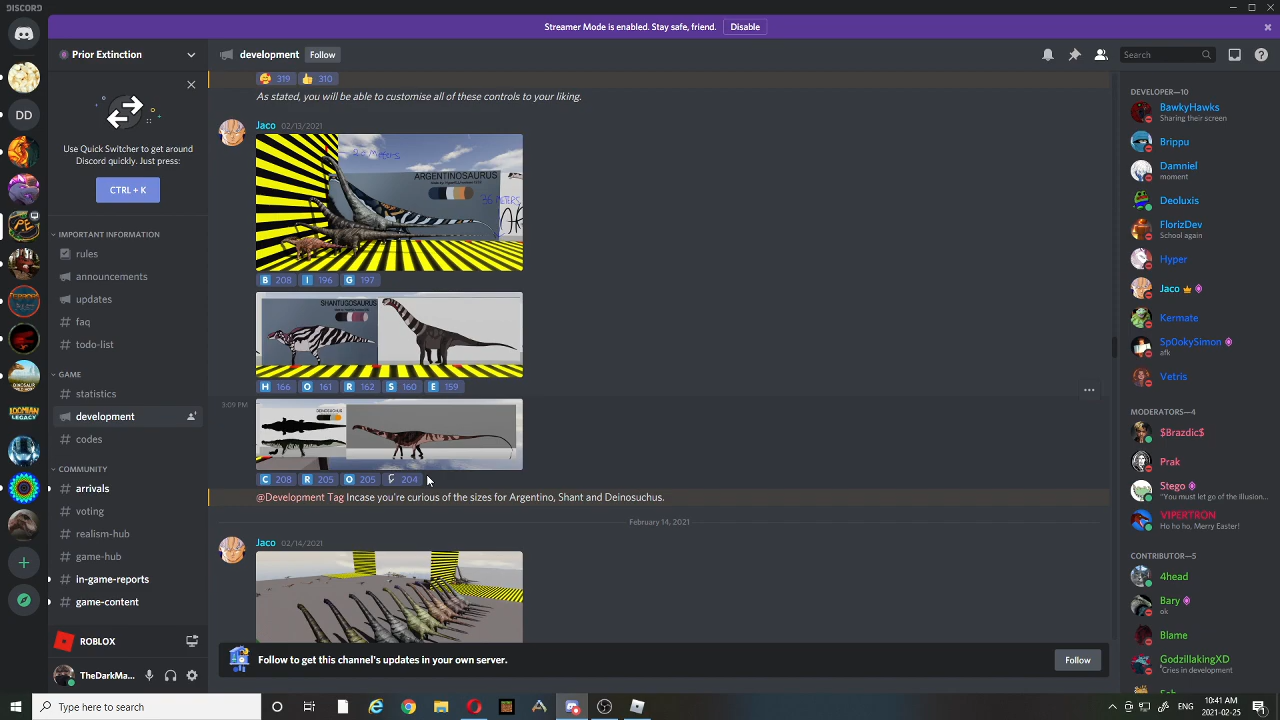 DISCORD
Streamer Mode is enabled. Stay safe, friend. Disable
Prior Extinction
development Follow
Search
Use Quick Switcher to get around
Discord quickly. Just press:
CTRL + K
IMPORTANT INFORMATION
rules
announcements
updates
faq
todo-list
GAME
statistics
development
codes
COMMUNITY
arrivals
voting
realism-hub
game-hub
in-game-reports
game-content
ROBLOX
TheDarkMa...
DD
319 310
As stated, you will be able to customise all of these controls to your liking.
Jaco 02/13/2021
ARGENTINOSAURUS
B 208 I 196 G 197
SHANTUGOSAURUS
H 166 O 161 R 162 S 160 E 159
3:09 PM
DEINOSUCHUS
C 208 R 205 O 205 204
@Development Tag Incase you're curious of the sizes for Argentino, Shant and Deinosuchus.
February 14, 2021
Jaco 02/14/2021
Follow to get this channel's updates in your own server.
Follow
DEVELOPER—10
BawkyHawks
Sharing their screen
Brippu
Damniel
moment
Deoluxis
FlorizDev
School again
Hyper
Jaco
Kermate
Sp0okySimon
afk
Vetris
MODERATORS—4
$Brazdic$
Prak
Stego
"You must let go of the illusion...
VIPERTRON
Ho ho ho, Merry Easter!
CONTRIBUTOR—5
4head
Bary
ok
Blame
GodzillakingXD
*Cries in development
Type here to search
10:41 AM
2021-02-25